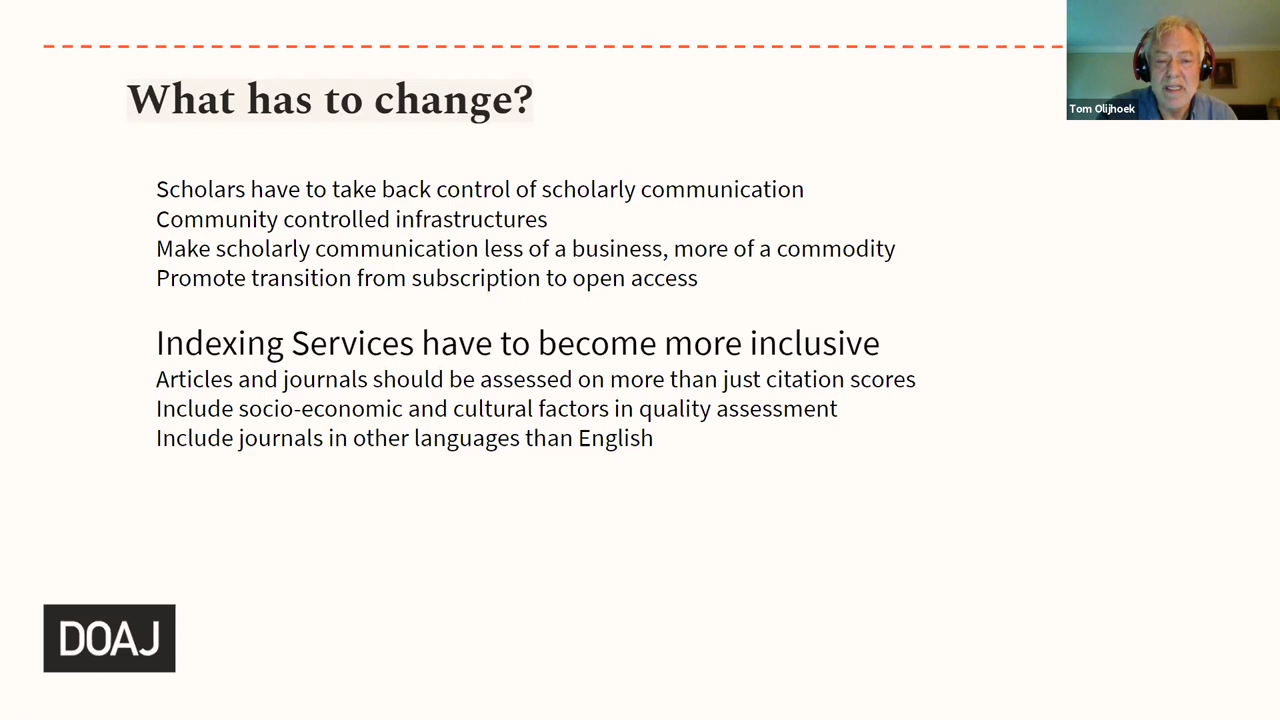 What has to change?
Tom Olijhoek
Scholars have to take back control of scholarly communication
Community controlled infrastructures
Make scholarly communication less of a business, more of a commodity
Promote transition from subscription to open access
Indexing Services have to become more inclusive
Articles and journals should be assessed on more than just citation scores
Include socio-economic and cultural factors in quality assessment
Include journals in other languages than English
DOAJ